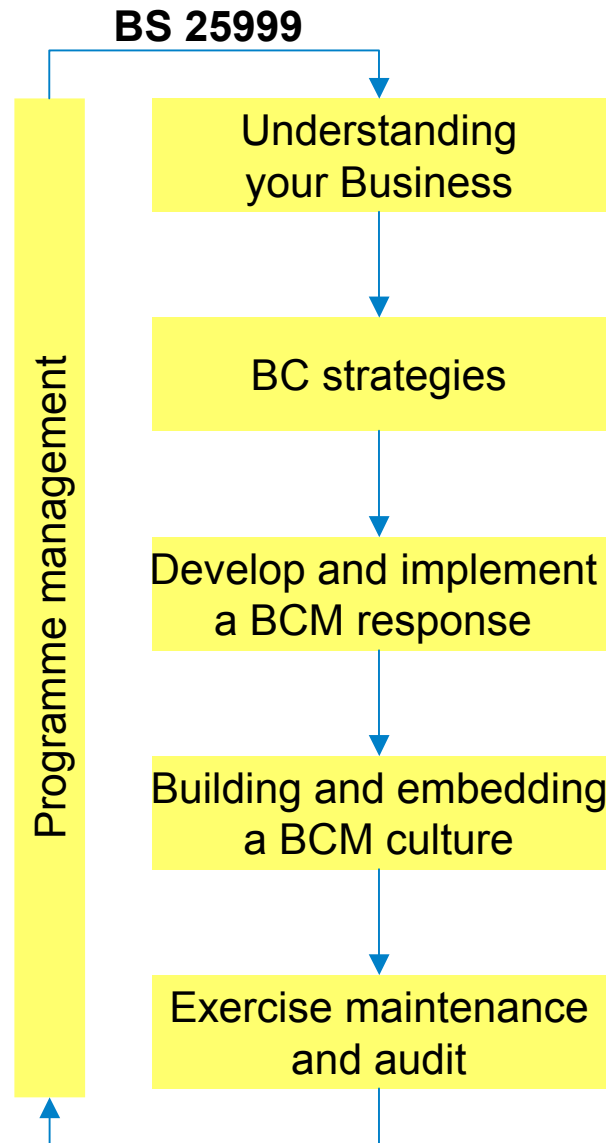 BS 25999
Understanding
your Business
BC strategies
Develop and implement
a BCM response
Building and embedding
a BCM culture
Exercise maintenance
and audit
Programme management